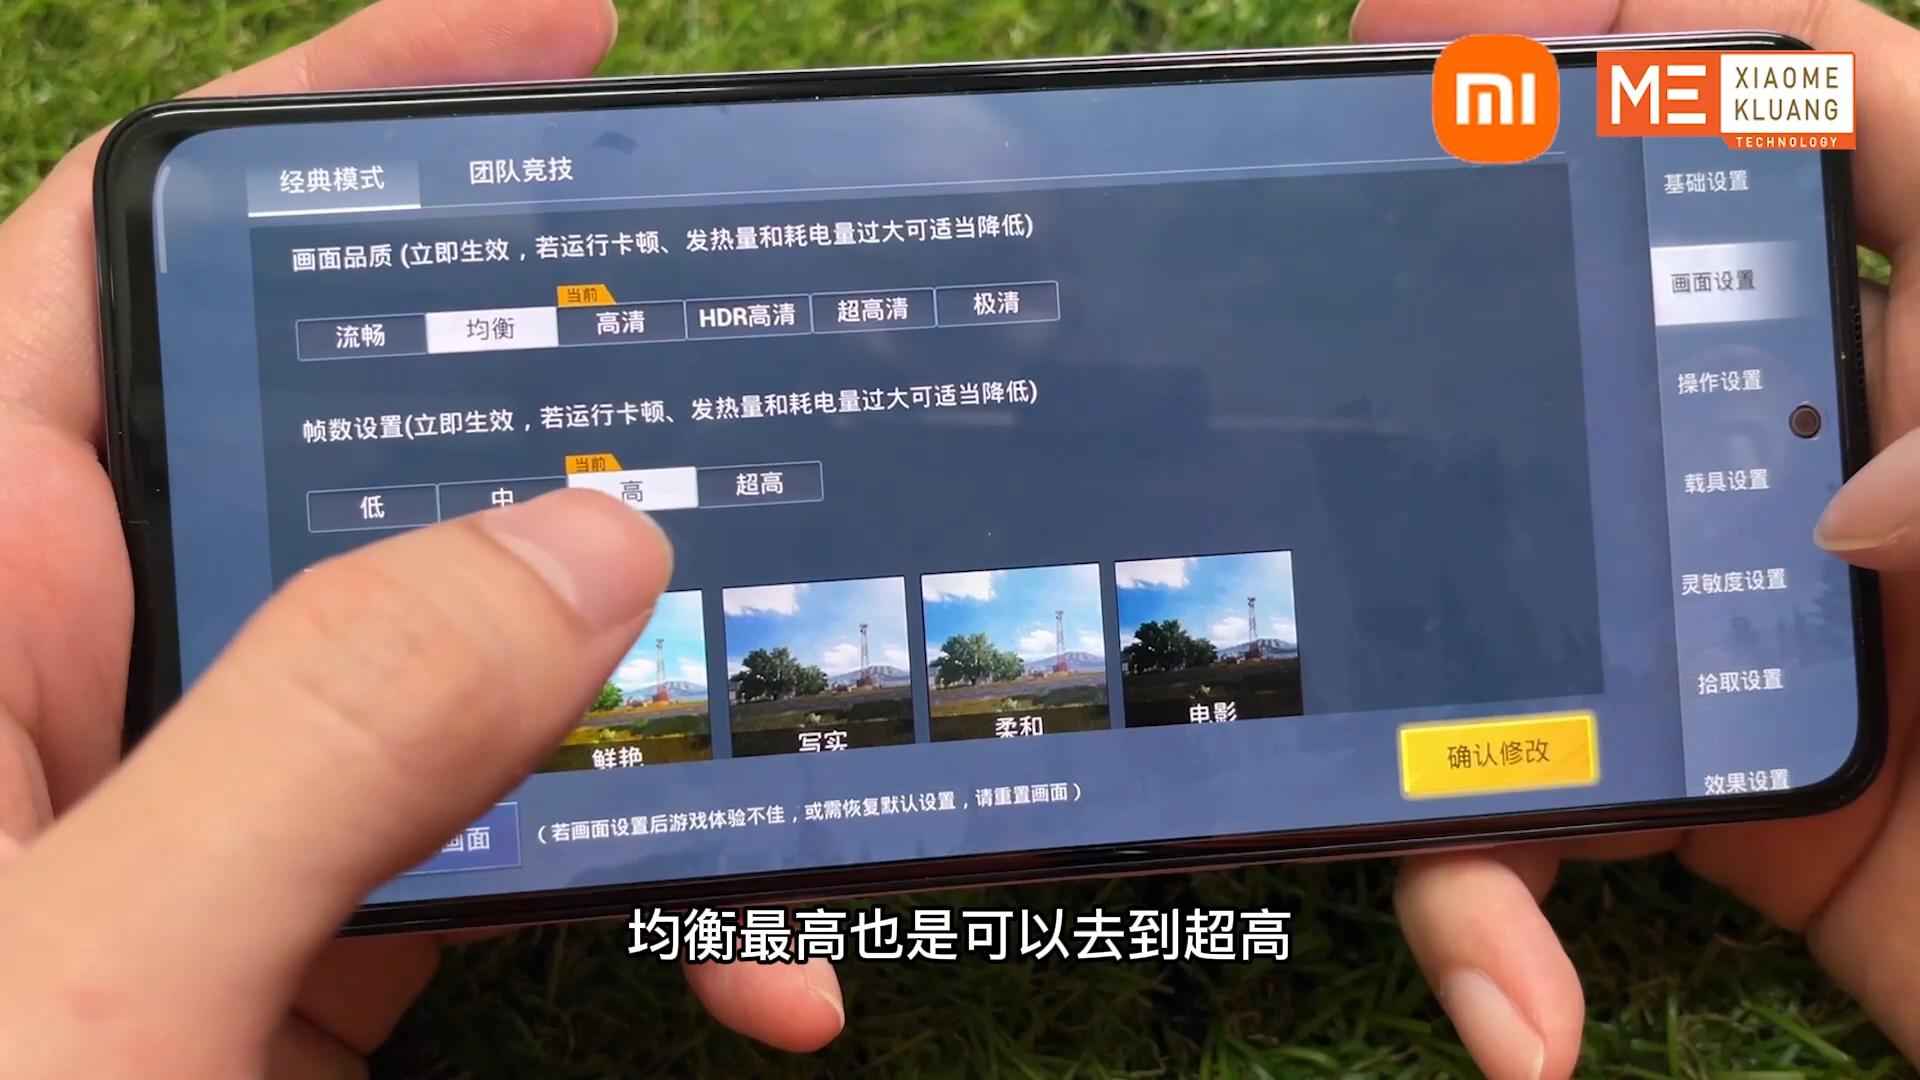 mi
ME XIAOME KLUANG
TECHNOLOGY
经典模式 团队竞技
画面品质 (立即生效，若运行卡顿、发热量和耗电量过大可适当降低)
当前
流畅 均衡 高清 HDR高清 超高清 极清
帧数设置(立即生效，若运行卡顿、发热量和耗电量过大可适当降低)
当前
低 中 高 超高
鲜艳 写实 柔和 电影
画面 (若画面设置后游戏体验不佳，或需恢复默认设置，请重置画面)
确认修改
基础设置
画面设置
操作设置
载具设置
灵敏度设置
拾取设置
效果设置
均衡最高也是可以去到超高